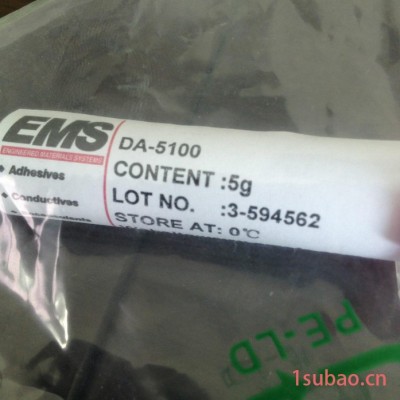 EMS
ENGINEERED MATERIALS SYSTEMS
• Adhesives
• Conductives
DA-5100
CONTENT :5g
LOT NO. :3-594562
STORE AT: 0℃
PE-LD
1subao.cn